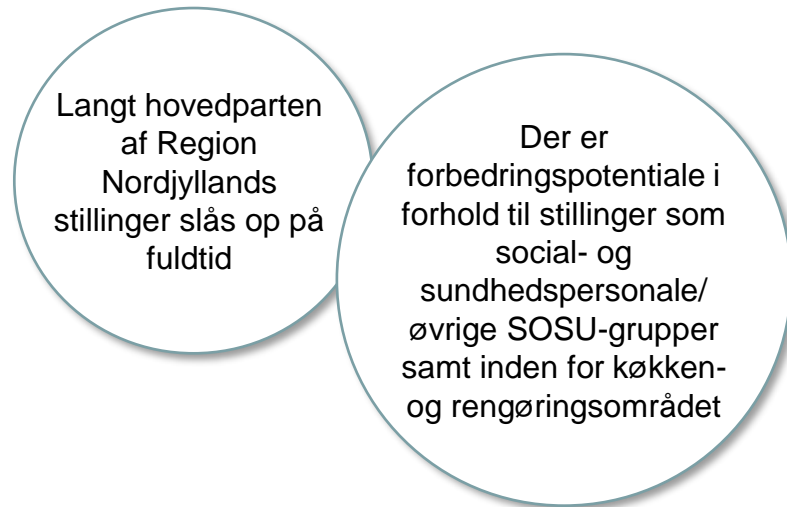 Langt hovedparten
af Region
Nordjyllands
stillinger slås op på
fuldtid
Der er
forbedringspotentiale i
forhold til stillinger som
social- og
sundhedspersonale/
øvrige SOSU-grupper
samt inden for køkken-
og rengøringsområdet